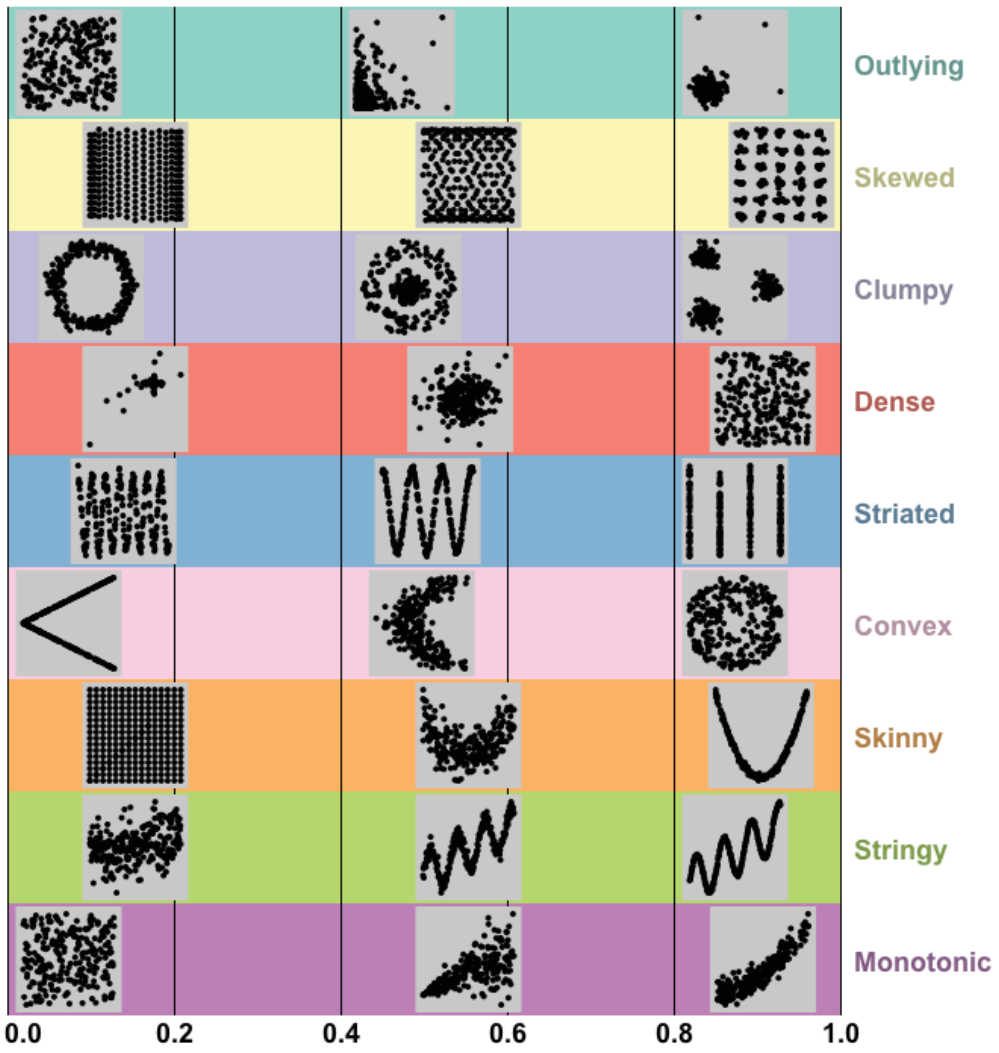 Outlying
Skewed
Clumpy
Dense
Striated
Convex
Skinny
Stringy
Monotonic
0.0 0.2 0.4 0.6 0.8 1.0